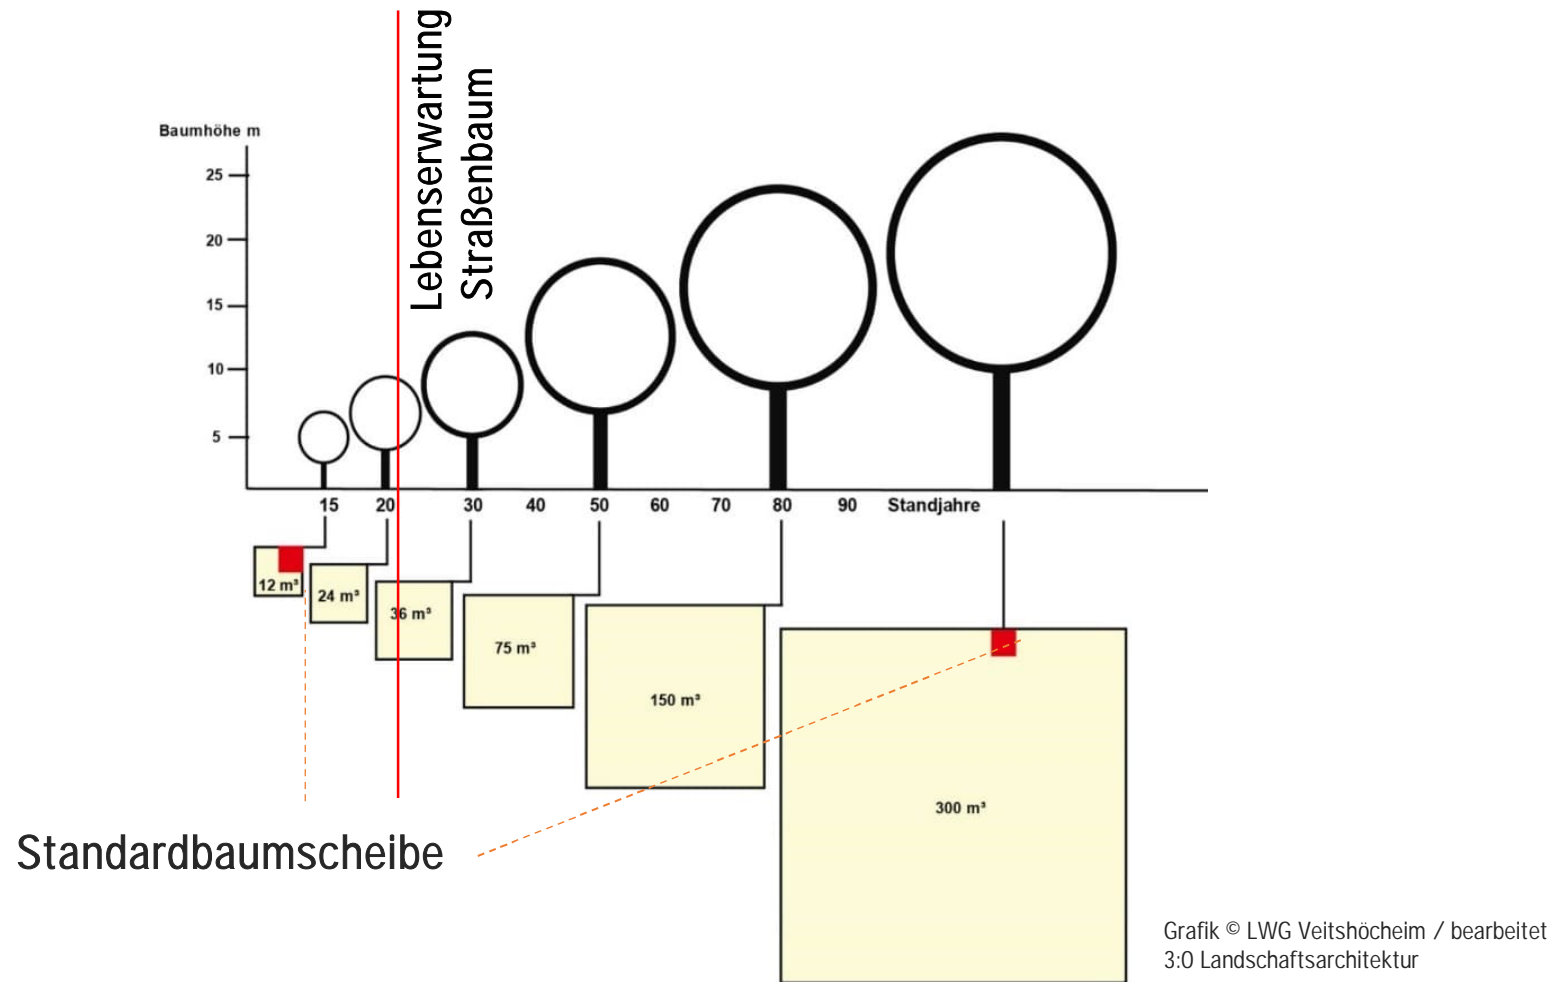 Lebenserwartung
Straßenbaum
Baumhöhe m
25
20
15
10
5
15 20 30 40 50 60 70 80 90 Standjahre
12 m³
24 m³
36 m³
75 m³
150 m³
300 m³
Standardbaumscheibe
Grafik © LWG Veitshöcheim / bearbeitet
3:0 Landschaftsarchitektur